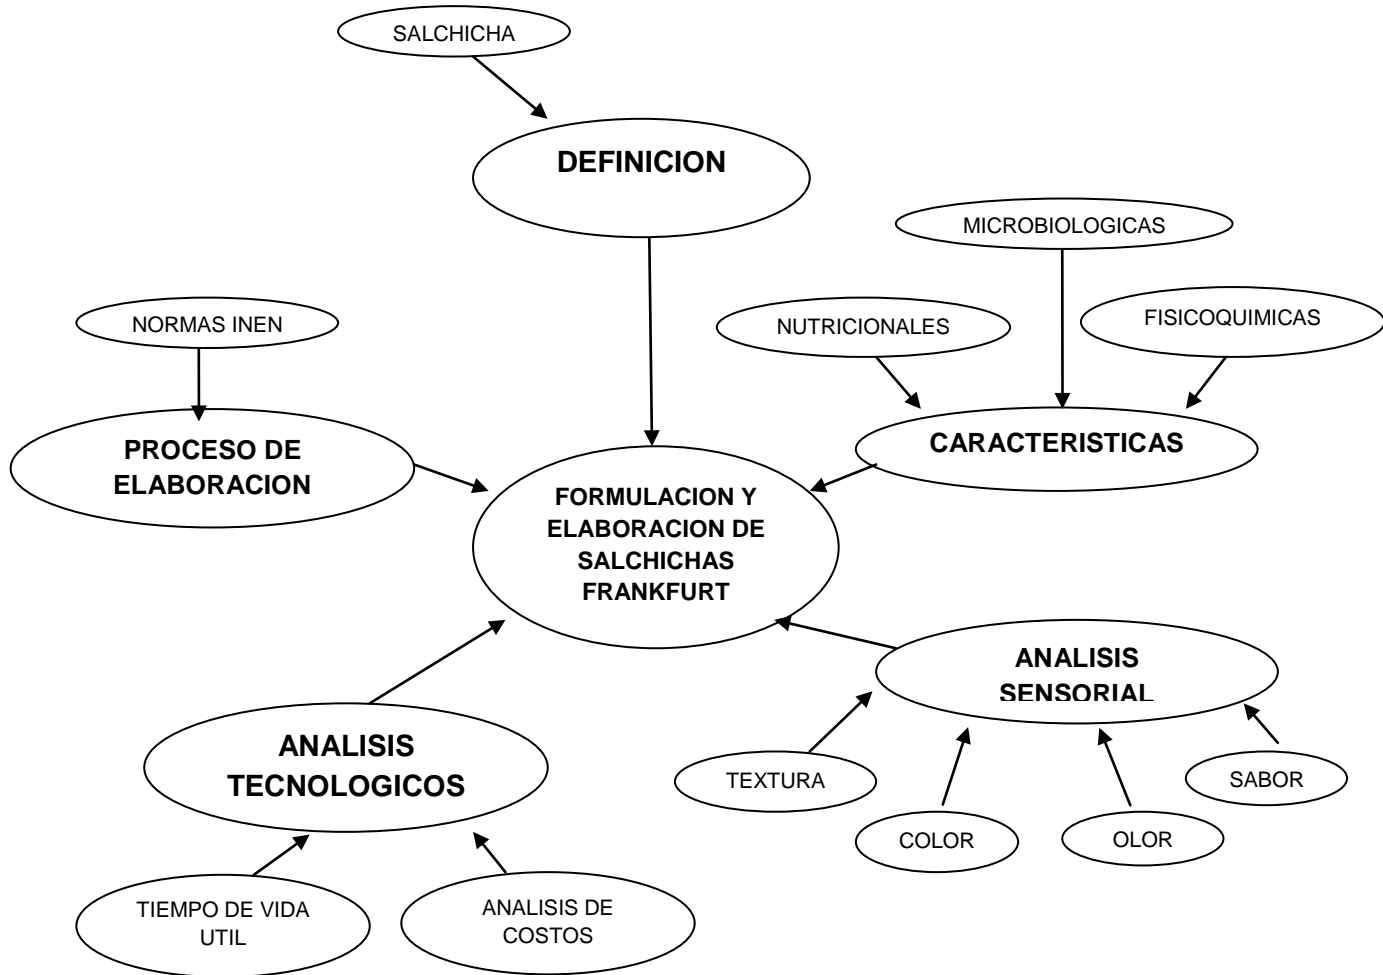 SALCHICHA
DEFINICION
MICROBIOLOGICAS
NORMAS INEN
NUTRICIONALES
FISICOQUIMICAS
PROCESO DE
ELABORACION
CARACTERISTICAS
FORMULACION Y
ELABORACION DE
SALCHICHAS
FRANKFURT
ANALISIS
SENSORIAL
ANALISIS
TECNOLOGICOS
TEXTURA
SABOR
COLOR
OLOR
TIEMPO DE VIDA
UTIL
ANALISIS DE
COSTOS